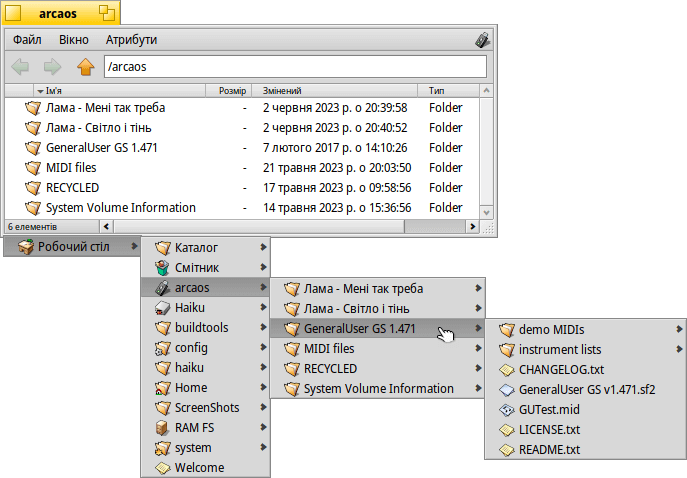 arcaos
Файл Вікно Атрибути
/arcaos
Ім'я Розмір Змінений Тип
Лама - Мені так треба - 2 червня 2023 р. о 20:39:58 Folder
Лама - Світло і тінь - 2 червня 2023 р. о 20:40:52 Folder
GeneralUser GS 1.471 - 7 лютого 2017 р. о 14:10:26 Folder
MIDI files - 21 травня 2023 р. о 20:03:50 Folder
RECYCLED - 17 травня 2023 р. о 09:58:56 Folder
System Volume Information - 14 травня 2023 р. о 15:36:56 Folder
6 елементів
Робочий стіл
Каталог
Смітник
arcaos
Haiku
buildtools
config
haiku
Home
ScreenShots
RAM FS
system
Welcome
Лама - Мені так треба
Лама - Світло і тінь
GeneralUser GS 1.471
MIDI files
RECYCLED
System Volume Information
demo MIDIs
instrument lists
CHANGELOG.txt
GeneralUser GS v1.471.sf2
GUTest.mid
LICENSE.txt
README.txt